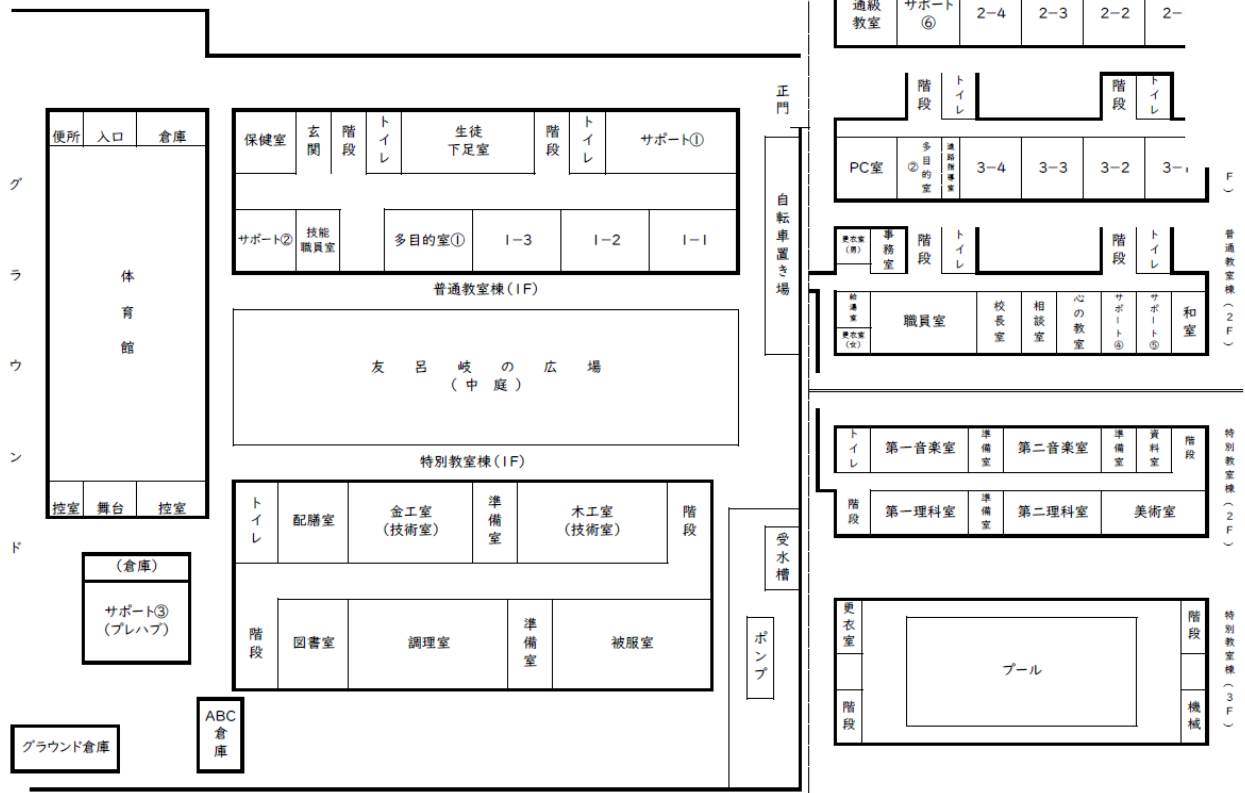 便所
入口
倉庫
体育館
控室
舞台
控室
グラウンド
(倉庫)
サポート③
(プレハブ)
グラウンド倉庫
ABC
倉庫
保健室
玄関
階段
トイレ
生徒
下足室
階段
トイレ
サポート①
サポート②
技能
職員室
多目的室①
1-3
1-2
1-1
普通教室棟(1F)
友呂岐の広場
(中庭)
特別教室棟(1F)
トイレ
配膳室
金工室
(技術室)
準備室
木工室
(技術室)
階段
階段
図書室
調理室
準備室
被服室
正門
自転車置き場
受水槽
ポンプ
通級
教室
サポート
⑥
2-4
2-3
2-2
2-
階段
トイレ
階段
トイレ
PC室
多目的室②
進路指導室
3-4
3-3
3-2
3-
F)
更衣室
(男)
事務室
階段
トイレ
階段
トイレ
給湯室
更衣室
(女)
職員室
校長室
相談室
心の教室
サポート④
サポート⑤
和室
普通教室棟(2F)
トイレ
第一音楽室
準備室
第二音楽室
準備室
資料室
階段
階段
第一理科室
準備室
第二理科室
美術室
特別教室棟(2F)
更衣室
階段
プール
階段
機械
特別教室棟(3F)